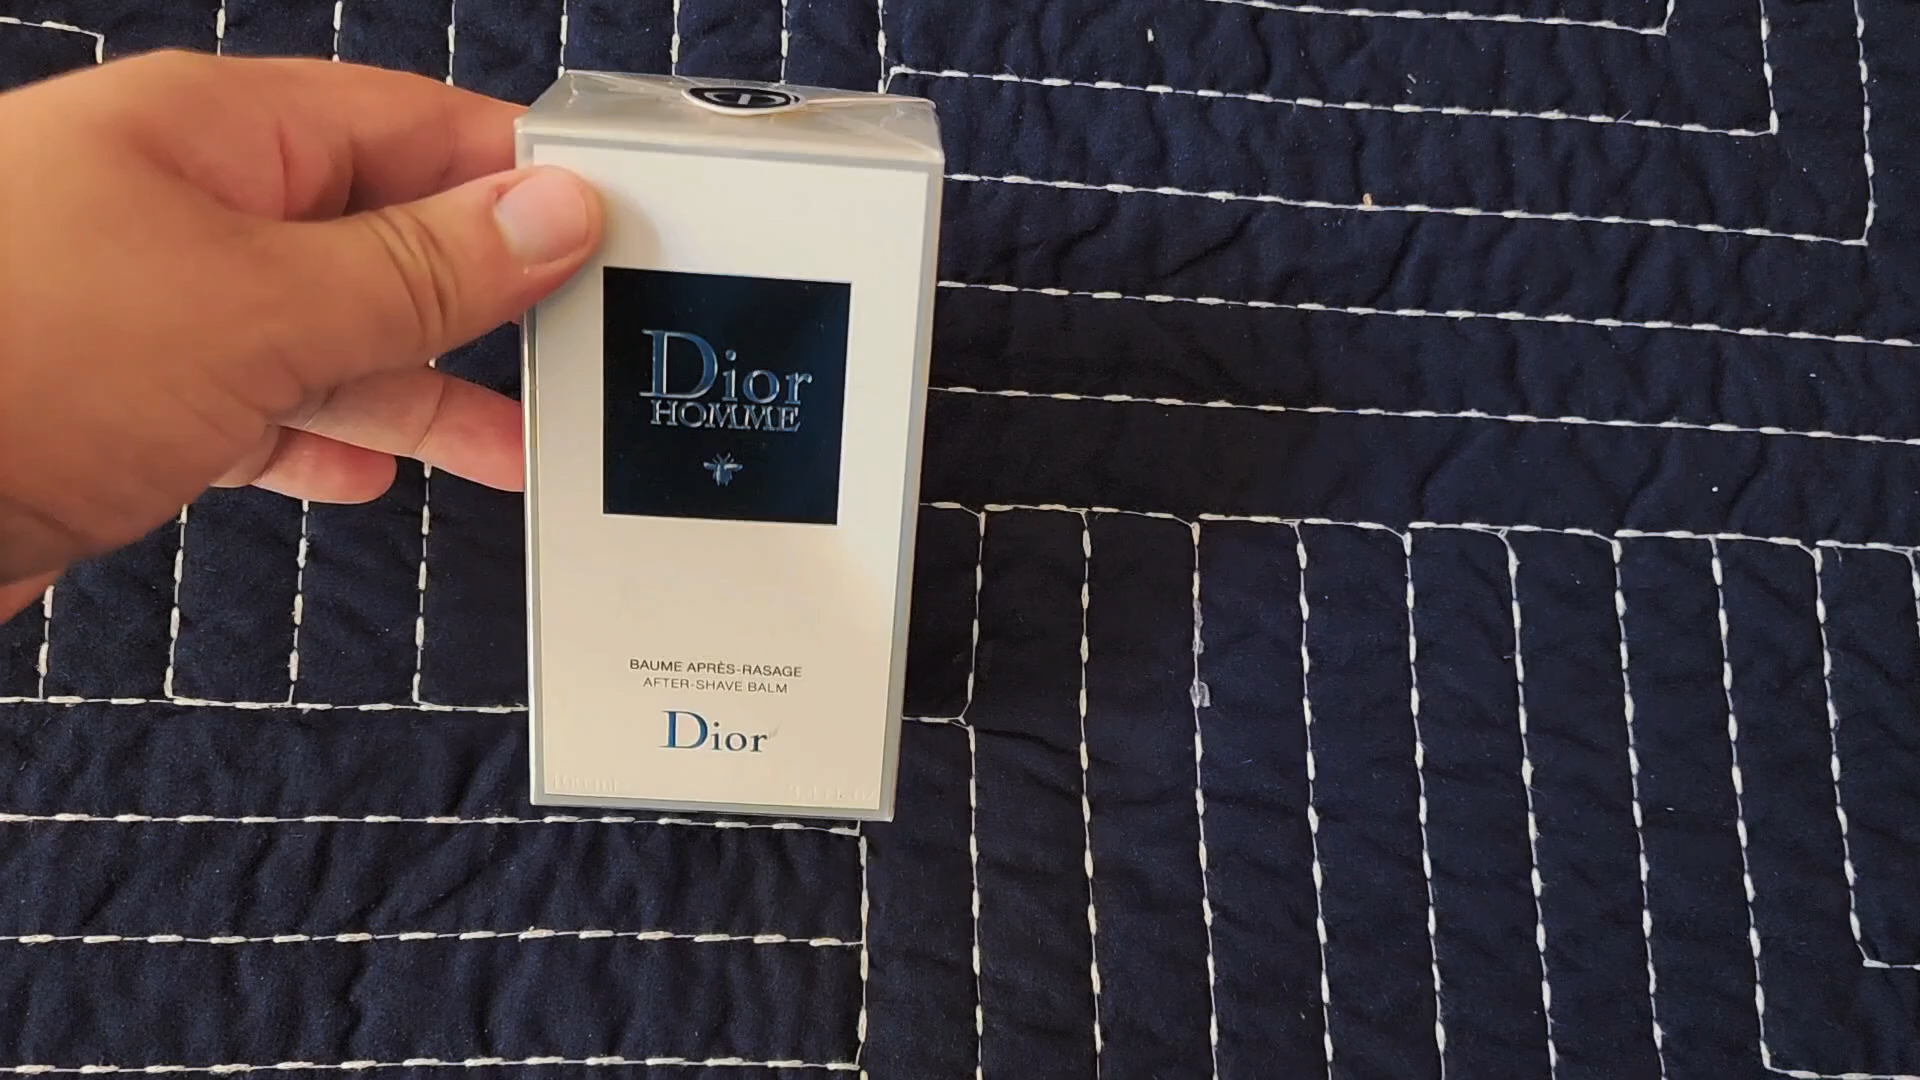 Dior
HOMME
BAUME APRÈS-RASAGE
AFTER-SHAVE BALM
Dior